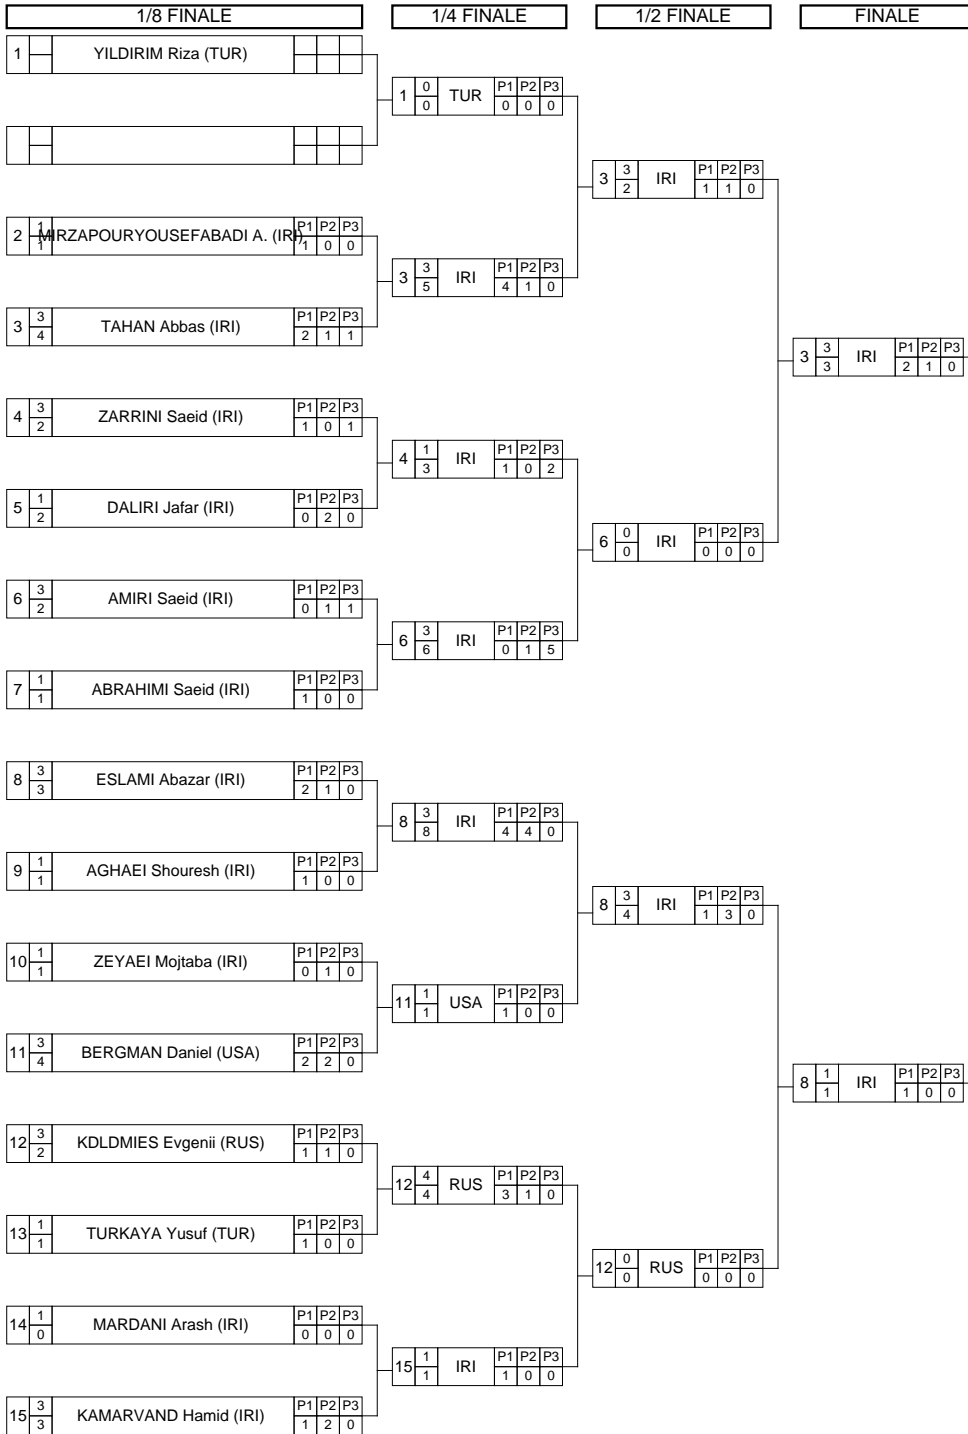 1/8 FINALE 1/4 FINALE 1/2 FINALE FINALE
1 YILDIRIM Riza (TUR)
1 0 TUR P1 P2 P3
0 0 0 0
3 3 IRI P1 P2 P3
2 1 1 0
2 1 MIRZAPOURYOUSEFABADI A. (IRI) P1 P2 P3
1 1 0 0
3 3 IRI P1 P2 P3
5 4 1 0
3 3 TAHAN Abbas (IRI) P1 P2 P3
4 2 1 1
3 3 IRI P1 P2 P3
3 2 1 0
4 3 ZARRINI Saeid (IRI) P1 P2 P3
2 1 0 1
4 1 IRI P1 P2 P3
3 1 0 2
5 1 DALIRI Jafar (IRI) P1 P2 P3
2 0 2 0
6 0 IRI P1 P2 P3
0 0 0 0
6 3 AMIRI Saeid (IRI) P1 P2 P3
2 0 1 1
6 3 IRI P1 P2 P3
6 0 1 5
7 1 ABRAHIMI Saeid (IRI) P1 P2 P3
1 1 0 0
8 3 ESLAMI Abazar (IRI) P1 P2 P3
3 2 1 0
8 3 IRI P1 P2 P3
8 4 4 0
9 1 AGHAEI Shouresh (IRI) P1 P2 P3
1 1 0 0
8 3 IRI P1 P2 P3
4 1 3 0
10 1 ZEYAEI Mojtaba (IRI) P1 P2 P3
1 0 1 0
11 1 USA P1 P2 P3
1 1 0 0
11 3 BERGMAN Daniel (USA) P1 P2 P3
4 2 2 0
8 1 IRI P1 P2 P3
1 1 0 0
12 3 KDLDMIES Evgenii (RUS) P1 P2 P3
2 1 1 0
12 4 RUS P1 P2 P3
4 3 1 0
13 1 TURKAYA Yusuf (TUR) P1 P2 P3
1 1 0 0
12 0 RUS P1 P2 P3
0 0 0 0
14 1 MARDANI Arash (IRI) P1 P2 P3
0 0 0 0
15 1 IRI P1 P2 P3
1 1 0 0
15 3 KAMARVAND Hamid (IRI) P1 P2 P3
3 1 2 0